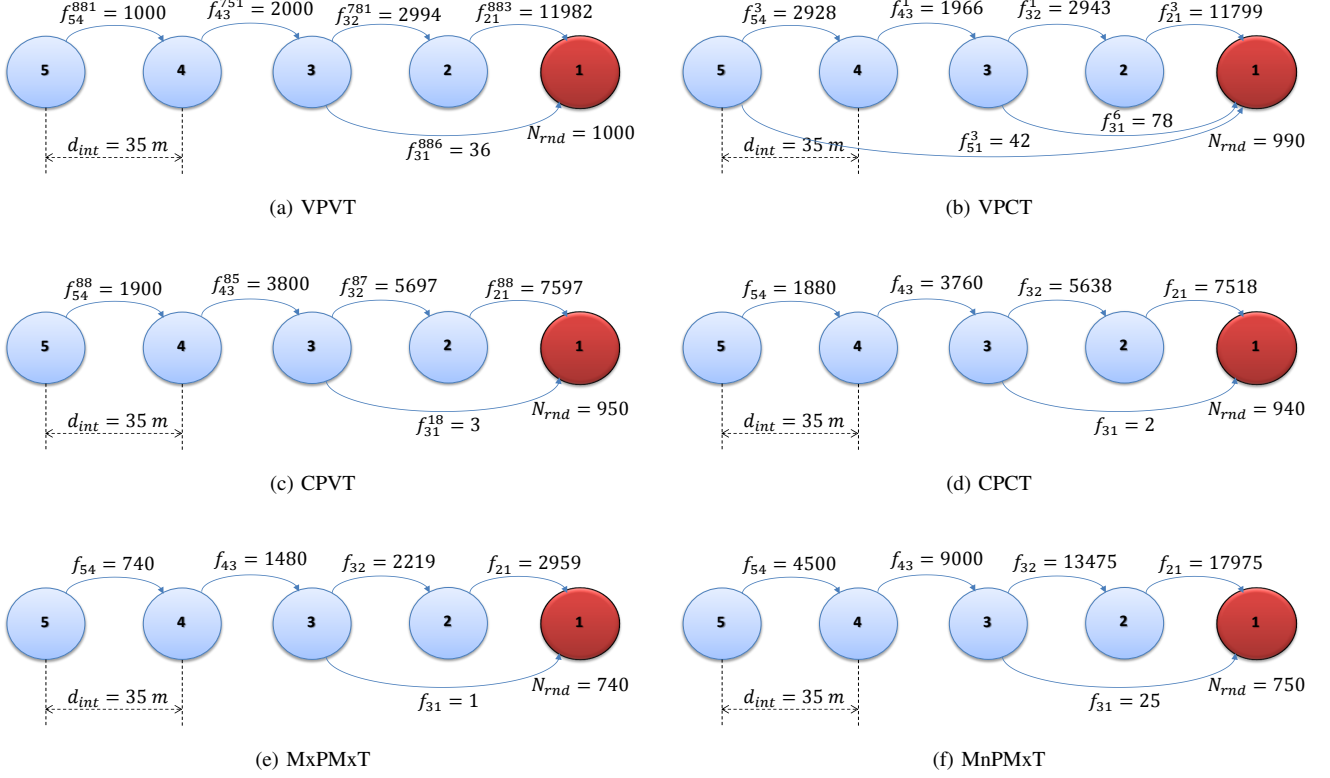 f_{54}^{881} = 1000 f_{43}^{751} = 2000 f_{32}^{781} = 2994 f_{21}^{883} = 11982
5 4 3 2 1
N_{rnd} = 1000
d_{int} = 35 m
f_{31}^{886} = 36
(a) VPVT
f_{54}^{3} = 2928 f_{43}^{1} = 1966 f_{32}^{1} = 2943 f_{21}^{3} = 11799
5 4 3 2 1
f_{31}^{6} = 78
N_{rnd} = 990
d_{int} = 35 m
f_{51}^{3} = 42
(b) VPCT
f_{54}^{88} = 1900 f_{43}^{85} = 3800 f_{32}^{87} = 5697 f_{21}^{88} = 7597
5 4 3 2 1
N_{rnd} = 950
d_{int} = 35 m
f_{31}^{18} = 3
(c) CPVT
f_{54} = 1880 f_{43} = 3760 f_{32} = 5638 f_{21} = 7518
5 4 3 2 1
N_{rnd} = 940
d_{int} = 35 m
f_{31} = 2
(d) CPCT
f_{54} = 740 f_{43} = 1480 f_{32} = 2219 f_{21} = 2959
5 4 3 2 1
N_{rnd} = 740
d_{int} = 35 m
f_{31} = 1
(e) MxPMxT
f_{54} = 4500 f_{43} = 9000 f_{32} = 13475 f_{21} = 17975
5 4 3 2 1
N_{rnd} = 750
d_{int} = 35 m
f_{31} = 25
(f) MnPMxT